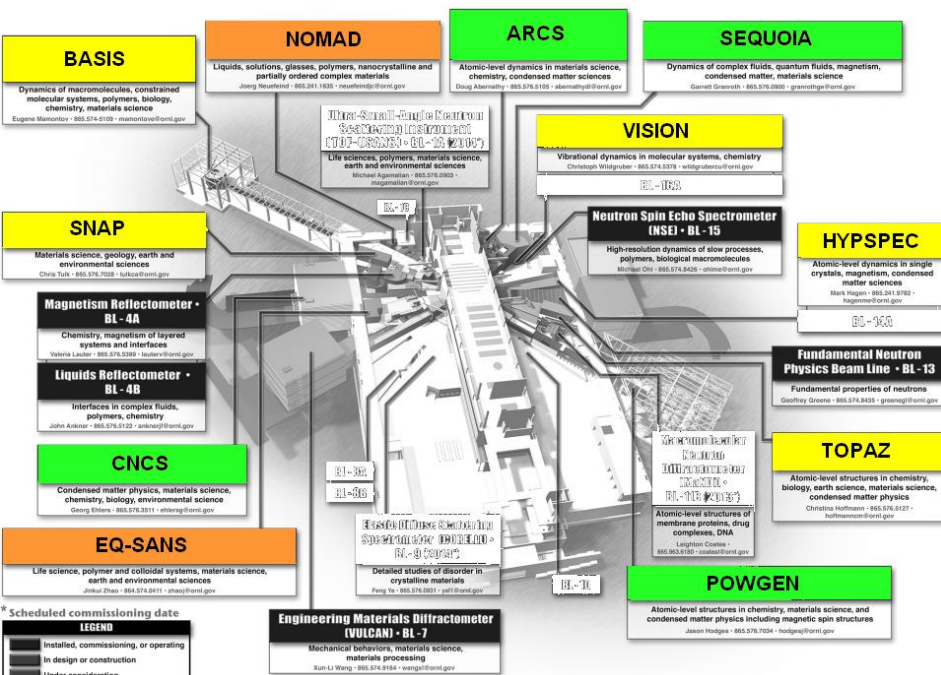 BASIS
Dynamics of macromolecules, constrained
molecular systems, polymers, biology,
chemistry, materials science
Eugene Mamontov • 865.574-5109 • mamontove@ornl.gov
NOMAD
Liquids, solutions, glasses, polymers, nanocrystalline and
partially ordered complex materials
Joerg Neuefeind • 865.241.1635 • neuefeindjc@ornl.gov
ARCS
Atomic-level dynamics in materials science,
chemistry, condensed matter sciences
Doug Abernathy • 865.576.5105 • abernathydl@ornl.gov
SEQUOIA
Dynamics of complex fluids, quantum fluids, magnetism,
condensed matter, materials science
Garrett Granroth • 865.576.0900 • granrothge@ornl.gov
Ultra-Small-Angle Neutron
Scattering Instrument
(TOF-USANS) • BL-1A (2014*)
Life sciences, polymers, materials science,
earth and environmental sciences
Michael Agamalian • 865.576.0903 •
magamalian@ornl.gov
BL-1B
VISION
Vibrational dynamics in molecular systems, chemistry
Christoph Wildgruber • 865.574.5378 • wildgrubercu@ornl.gov
BL-16A
Neutron Spin Echo Spectrometer
(NSE) • BL-15
High-resolution dynamics of slow processes,
polymers, biological macromolecules
Michael Ohl • 865.574.8426 • ohlme@ornl.gov
SNAP
Materials science, geology, earth and
environmental sciences
Chris Tulk • 865.576.7028 • tulkca@ornl.gov
HYPSPEC
Atomic-level dynamics in single
crystals, magnetism, condensed
matter sciences
Mark Hagen • 865.241.9782 •
hagenme@ornl.gov
BL-14A
Magnetism Reflectometer •
BL-4A
Chemistry, magnetism of layered
systems and interfaces
Valeria Lauter • 865.576.5389 • lauterv@ornl.gov
Liquids Reflectometer •
BL-4B
Interfaces in complex fluids,
polymers, chemistry
John Ankner • 865.576.5122 • anknerjf@ornl.gov
Fundamental Neutron
Physics Beam Line • BL-13
Fundamental properties of neutrons
Geoffrey Greene • 865.574.8435 • greenegl@ornl.gov
CNCS
Condensed matter physics, materials science,
chemistry, biology, environmental science
Georg Ehlers • 865.576.3511 • ehlersg@ornl.gov
TOPAZ
Atomic-level structures in chemistry,
biology, earth science, materials science,
condensed matter physics
Christina Hoffmann • 865.576.5127 •
hoffmanncm@ornl.gov
BL-8A
BL-8B
Macromolecular
Neutron
Diffractometer
(MaNDi) •
BL-11B (2013*)
Atomic-level structures of
membrane proteins, drug
complexes, DNA
Leighton Coates •
865.963.6180 • coatesl@ornl.gov
EQ-SANS
Life science, polymer and colloidal systems, materials science,
earth and environmental sciences
Jinkui Zhao • 864.574.0411 • zhaoj@ornl.gov
Elastic Diffuse Scattering
Spectrometer (CORELLI) •
BL-9 (2014*)
Detailed studies of disorder in
crystalline materials
Feng Ye • 865.576.0931 • yef1@ornl.gov
BL-10
POWGEN
Atomic-level structures in chemistry, materials science, and
condensed matter physics including magnetic spin structures
Jason Hodges • 865.576.7034 • hodgesj@ornl.gov
* Scheduled commissioning date
LEGEND
Installed, commissioning, or operating
In design or construction
Under consideration
Engineering Materials Diffractometer
(VULCAN) • BL-7
Mechanical behaviors, materials science,
materials processing
Xun-Li Wang • 865.574.9164 • wangxl@ornl.gov